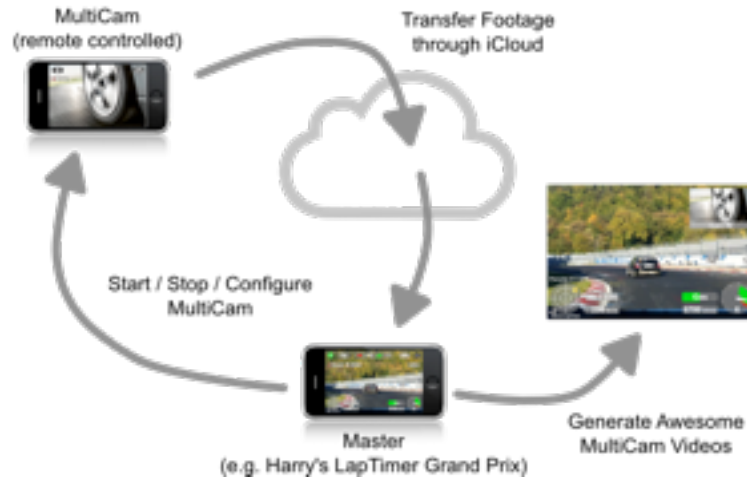 MultiCam
(remote controlled)
Transfer Footage
through iCloud
Start / Stop / Configure
MultiCam
Master
(e.g. Harry's LapTimer Grand Prix)
Generate Awesome
MultiCam Videos